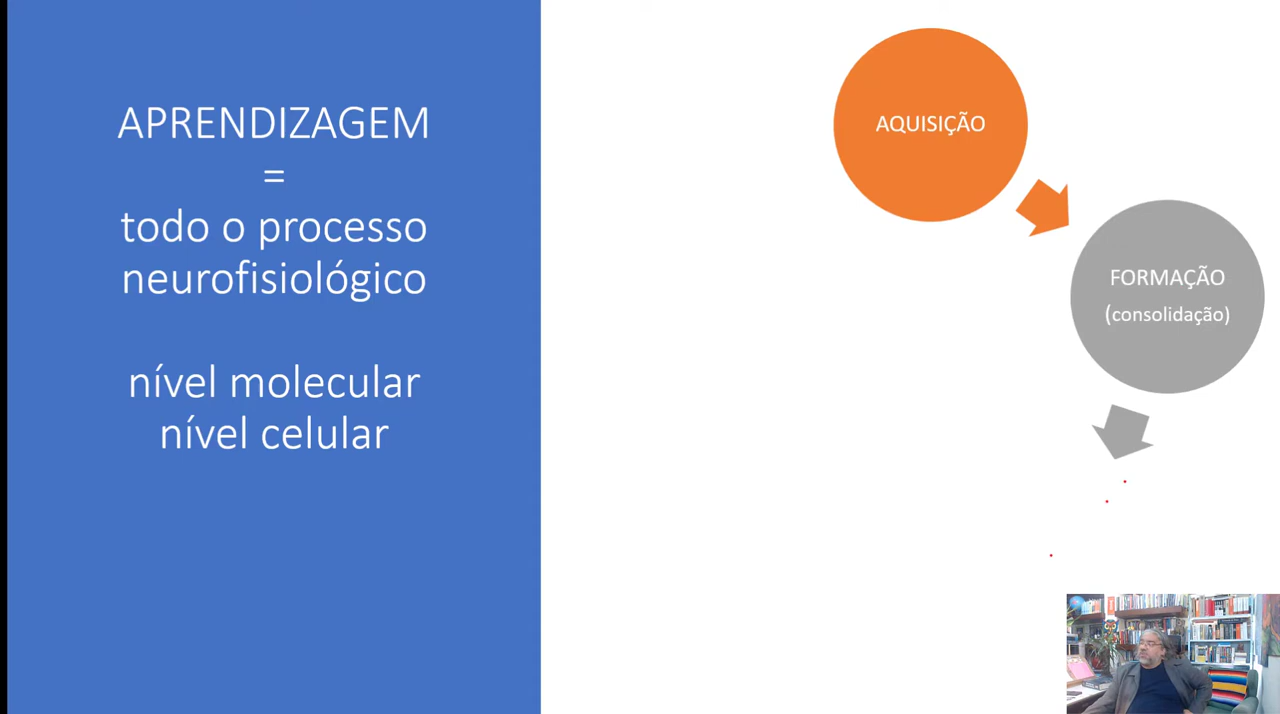 APRENDIZAGEM
=
todo o processo
neurofisiológico
nível molecular
nível celular
AQUISIÇÃO
FORMAÇÃO
(consolidação)